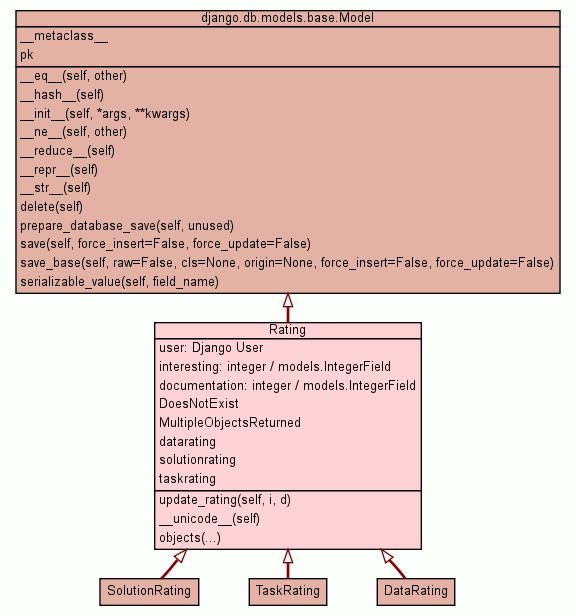 django.db.models.base.Model
__metaclass__
pk
__eq__(self, other)
__hash__(self)
__init__(self, *args, **kwargs)
__ne__(self, other)
__reduce__(self)
__repr__(self)
__str__(self)
delete(self)
prepare_database_save(self, unused)
save(self, force_insert=False, force_update=False)
save_base(self, raw=False, cls=None, origin=None, force_insert=False, force_update=False)
serializable_value(self, field_name)
Rating
user: Django User
interesting: integer / models.IntegerField
documentation: integer / models.IntegerField
DoesNotExist
MultipleObjectsReturned
datarating
solutionrating
taskrating
update_rating(self, i, d)
__unicode__(self)
objects(...)
SolutionRating
TaskRating
DataRating